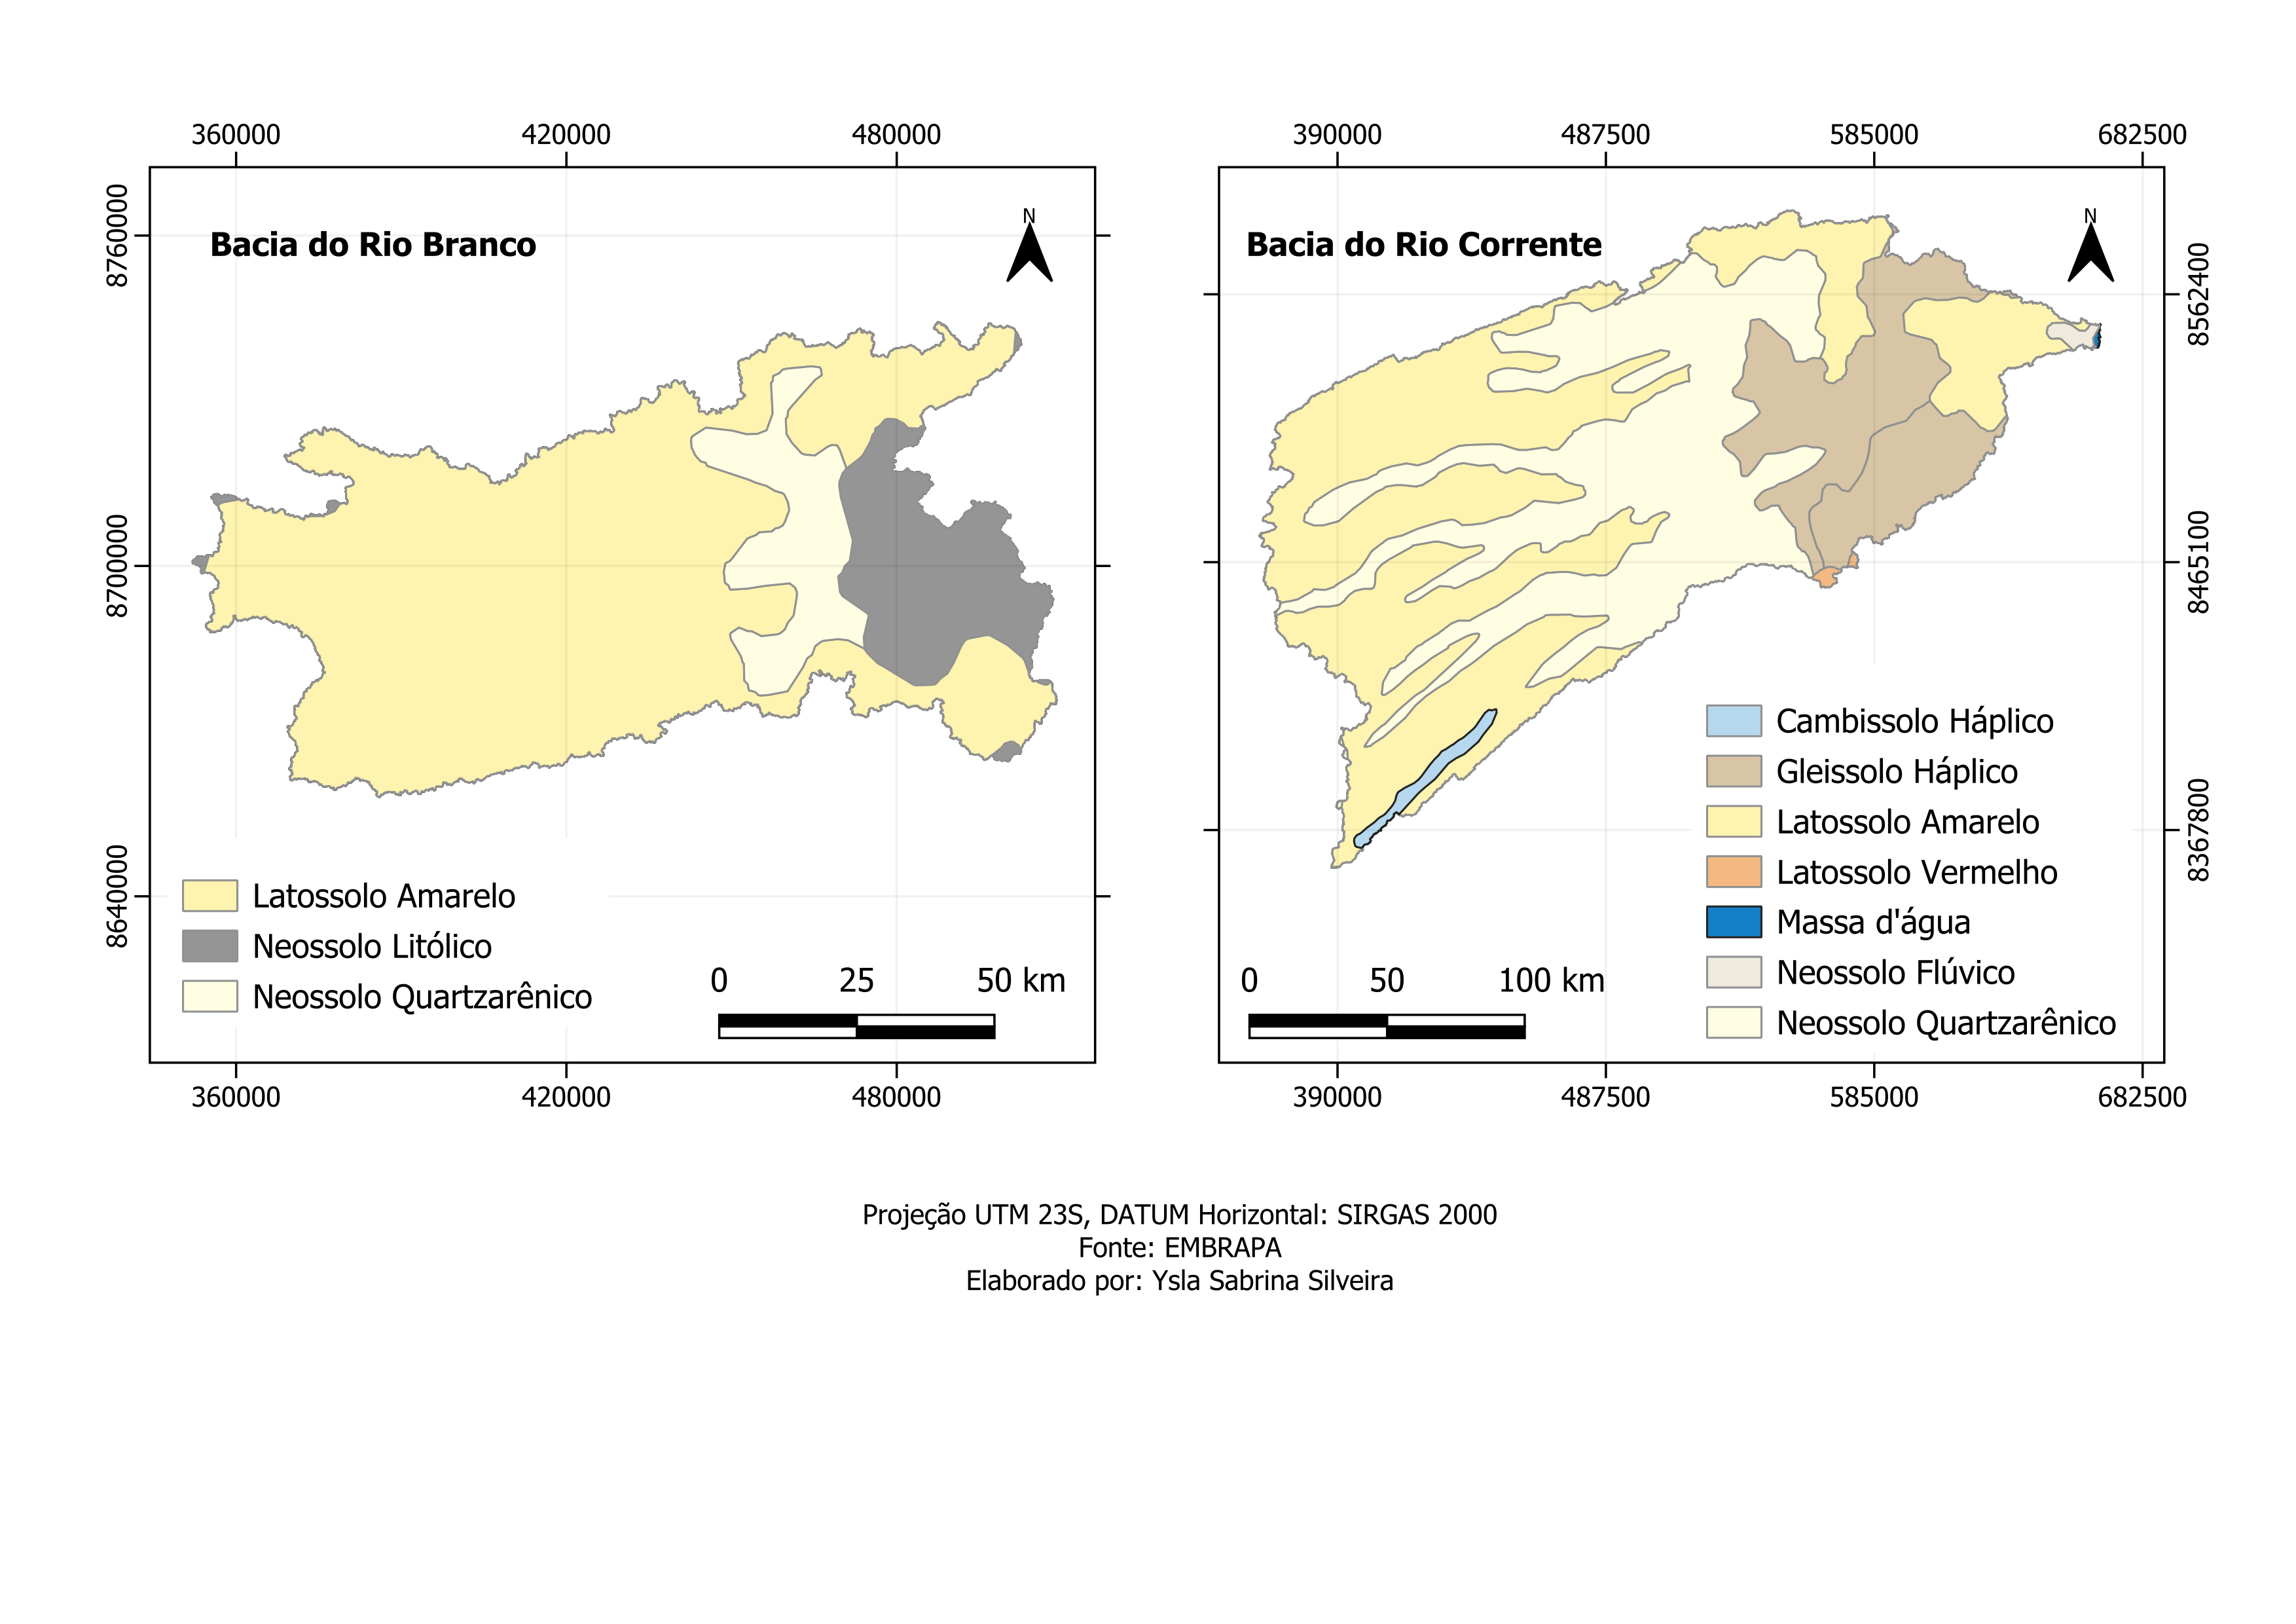 360000 420000 480000
8760000
8700000
8640000
Bacia do Rio Branco
N
Latossolo Amarelo
Neossolo Litólico
Neossolo Quartzarênico
0 25 50 km
360000 420000 480000
390000 487500 585000 682500
Bacia do Rio Corrente
N
8562400
8465100
8367800
Cambissolo Háplico
Gleissolo Háplico
Latossolo Amarelo
Latossolo Vermelho
Massa d'água
Neossolo Flúvico
Neossolo Quartzarênico
0 50 100 km
390000 487500 585000 682500
Projeção UTM 23S, DATUM Horizontal: SIRGAS 2000
Fonte: EMBRAPA
Elaborado por: Ysla Sabrina Silveira